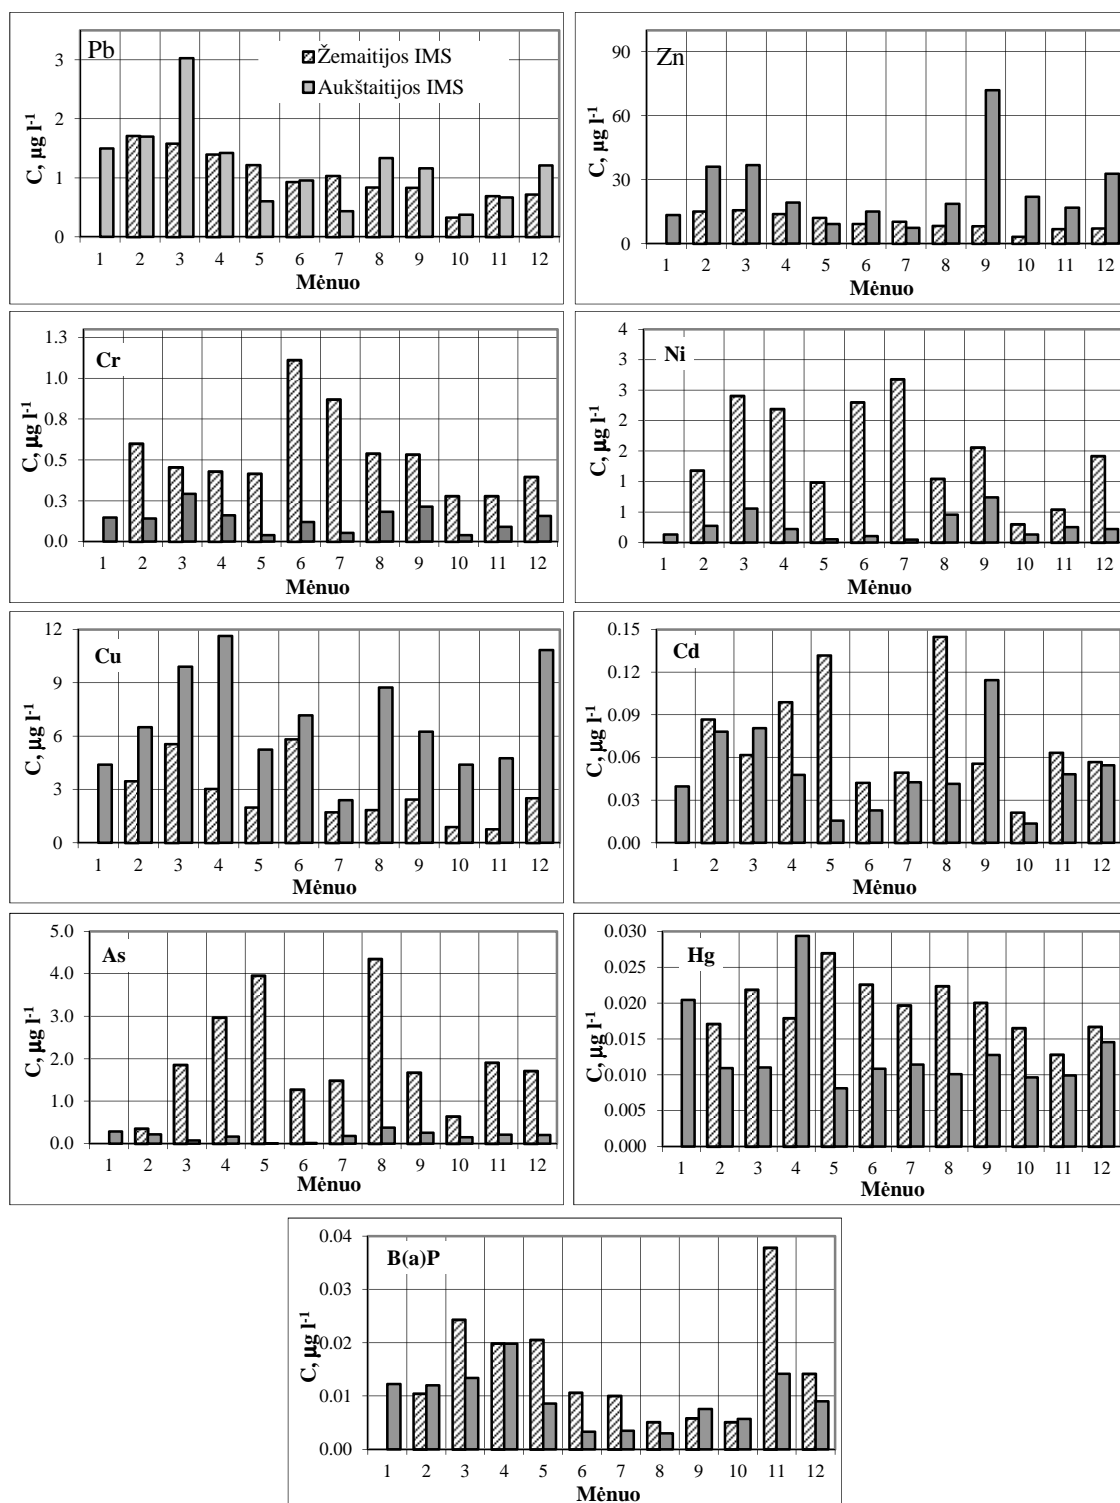 Pb
Žemaitijos IMS
Aukštaitijos IMS
C, µg l-1
3
2
1
0
1 2 3 4 5 6 7 8 9 10 11 12
Mėnuo
Zn
C, µg l-1
90
60
30
0
1 2 3 4 5 6 7 8 9 10 11 12
Mėnuo
Cr
C, µg l-1
1.3
1.0
0.8
0.5
0.3
0.0
1 2 3 4 5 6 7 8 9 10 11 12
Mėnuo
Ni
C, µg l-1
4
3
3
2
2
1
1
0
1 2 3 4 5 6 7 8 9 10 11 12
Mėnuo
Cu
C, µg l-1
12
9
6
3
0
1 2 3 4 5 6 7 8 9 10 11 12
Mėnuo
Cd
C, µg l-1
0.15
0.12
0.09
0.06
0.03
0.00
1 2 3 4 5 6 7 8 9 10 11 12
Mėnuo
As
C, µg l-1
5.0
4.0
3.0
2.0
1.0
0.0
1 2 3 4 5 6 7 8 9 10 11 12
Mėnuo
Hg
C, µg l-1
0.030
0.025
0.020
0.015
0.010
0.005
0.000
1 2 3 4 5 6 7 8 9 10 11 12
Mėnuo
B(a)P
C, µg l-1
0.04
0.03
0.02
0.01
0.00
1 2 3 4 5 6 7 8 9 10 11 12
Mėnuo